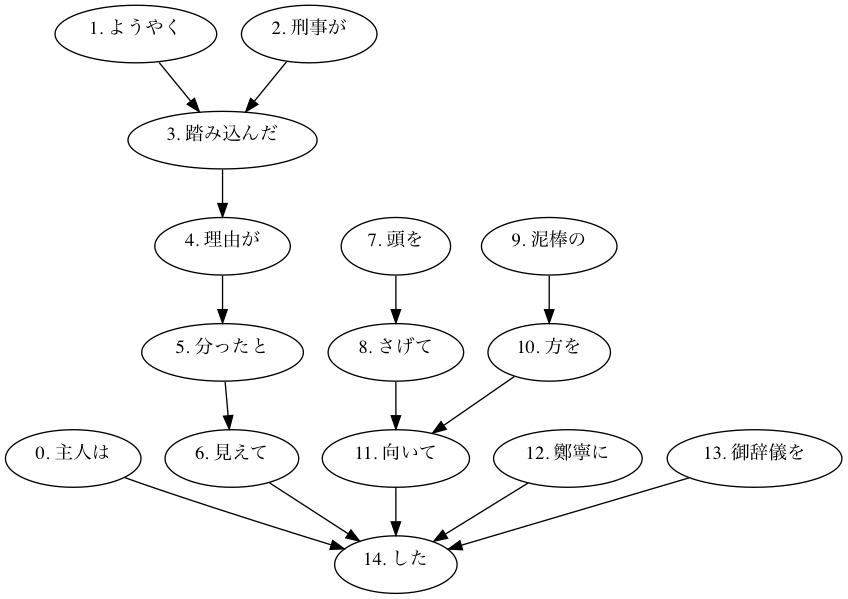 1. ようやく
2. 刑事が
3. 踏み込んだ
4. 理由が
7. 頭を
9. 泥棒の
5. 分ったと
8. さげて
10. 方を
0. 主人は
6. 見えて
11. 向いて
12. 鄭寧に
13. 御辞儀を
14. した